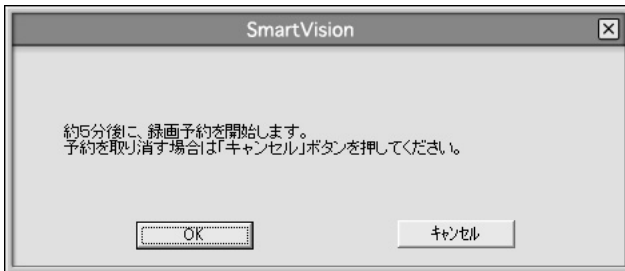 SmartVision
約5分後に、録画予約を開始します。
予約を取り消す場合は「キャンセル」ボタンを押してください。
OK
ｷｬﾝｾﾙ